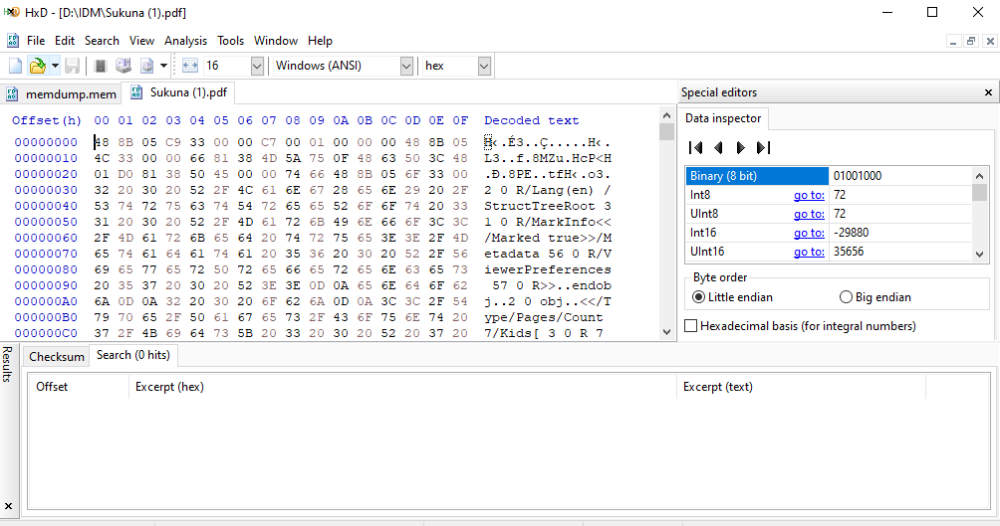 HxD - [D:\IDM\Sukuna (1).pdf]
File Edit Search View Analysis Tools Window Help
16 Windows (ANSI) hex
memdump.mem Sukuna (1).pdf
Offset(h) 00 01 02 03 04 05 06 07 08 09 0A 0B 0C 0D 0E 0F Decoded text
00000000 48 8B 05 C9 33 00 00 C7 00 01 00 00 00 48 8B 05 H‹.É3..Ç.....H‹.
00000010 4C 33 00 00 66 81 38 4D 5A 75 0F 48 63 50 3C 48 L3..f.8MZu.HcP<H
00000020 01 D0 81 38 50 45 00 00 74 66 48 8B 05 6F 33 00 .Ð.8PE..tfH‹.o3.
00000030 32 20 30 20 52 2F 4C 61 6E 67 28 65 6E 29 20 2F 2 0 R/Lang(en) /
00000040 53 74 72 75 63 74 54 72 65 65 52 6F 6F 74 20 33 StructTreeRoot 3
00000050 31 20 30 20 52 2F 4D 61 72 6B 49 6E 66 6F 3C 3C 1 0 R/MarkInfo<<
00000060 2F 4D 61 72 6B 65 64 20 74 72 75 65 3E 3E 2F 4D /Marked true>>/M
00000070 65 74 61 64 61 74 61 20 35 36 20 30 20 52 2F 56 etadata 56 0 R/V
00000080 69 65 77 65 72 50 72 65 66 65 72 65 6E 63 65 73 iewerPreferences
00000090 20 35 37 20 30 20 52 3E 3E 0D 0A 65 6E 64 6F 62 57 0 R>>..endob
000000A0 6A 0D 0A 32 20 30 20 6F 62 6A 0D 0A 3C 3C 2F 54 j..2 0 obj..<</T
000000B0 79 70 65 2F 50 61 67 65 73 2F 43 6F 75 6E 74 20 ype/Pages/Count
000000C0 37 2F 4B 69 64 73 5B 20 33 20 30 20 52 20 37 20 7/Kids[ 3 0 R 7
Special editors
Data inspector
Binary (8 bit) 01001000
Int8 go to: 72
UInt8 go to: 72
Int16 go to: -29880
UInt16 go to: 35656
Byte order
Little endian Big endian
Hexadecimal basis (for integral numbers)
Results
Checksum Search (0 hits)
Offset Excerpt (hex) Excerpt (text)